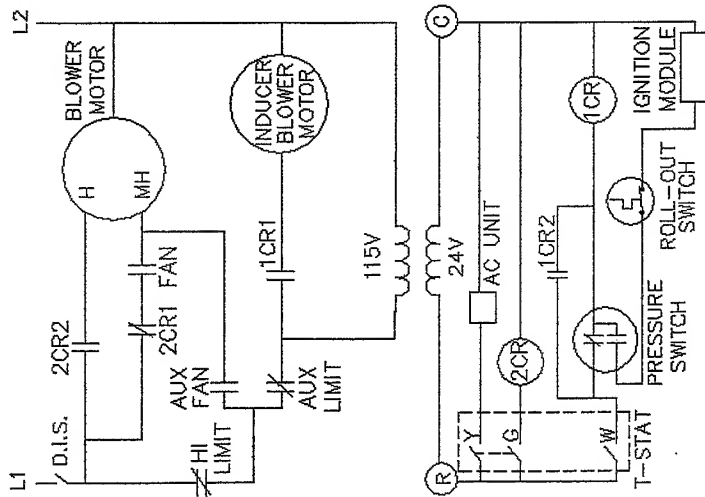 L1
L2
D.I.S.
2CR2
H
MH
BLOWER
MOTOR
2CR1
FAN
HI
LIMIT
AUX
FAN
AUX
LIMIT
1CR1
INDUCER
BLOWER
MOTOR
115V
24V
R
C
Y
G
W
T-STAT
AC UNIT
2CR
1CR2
1CR
PRESSURE
SWITCH
ROLL-OUT
SWITCH
IGNITION
MODULE